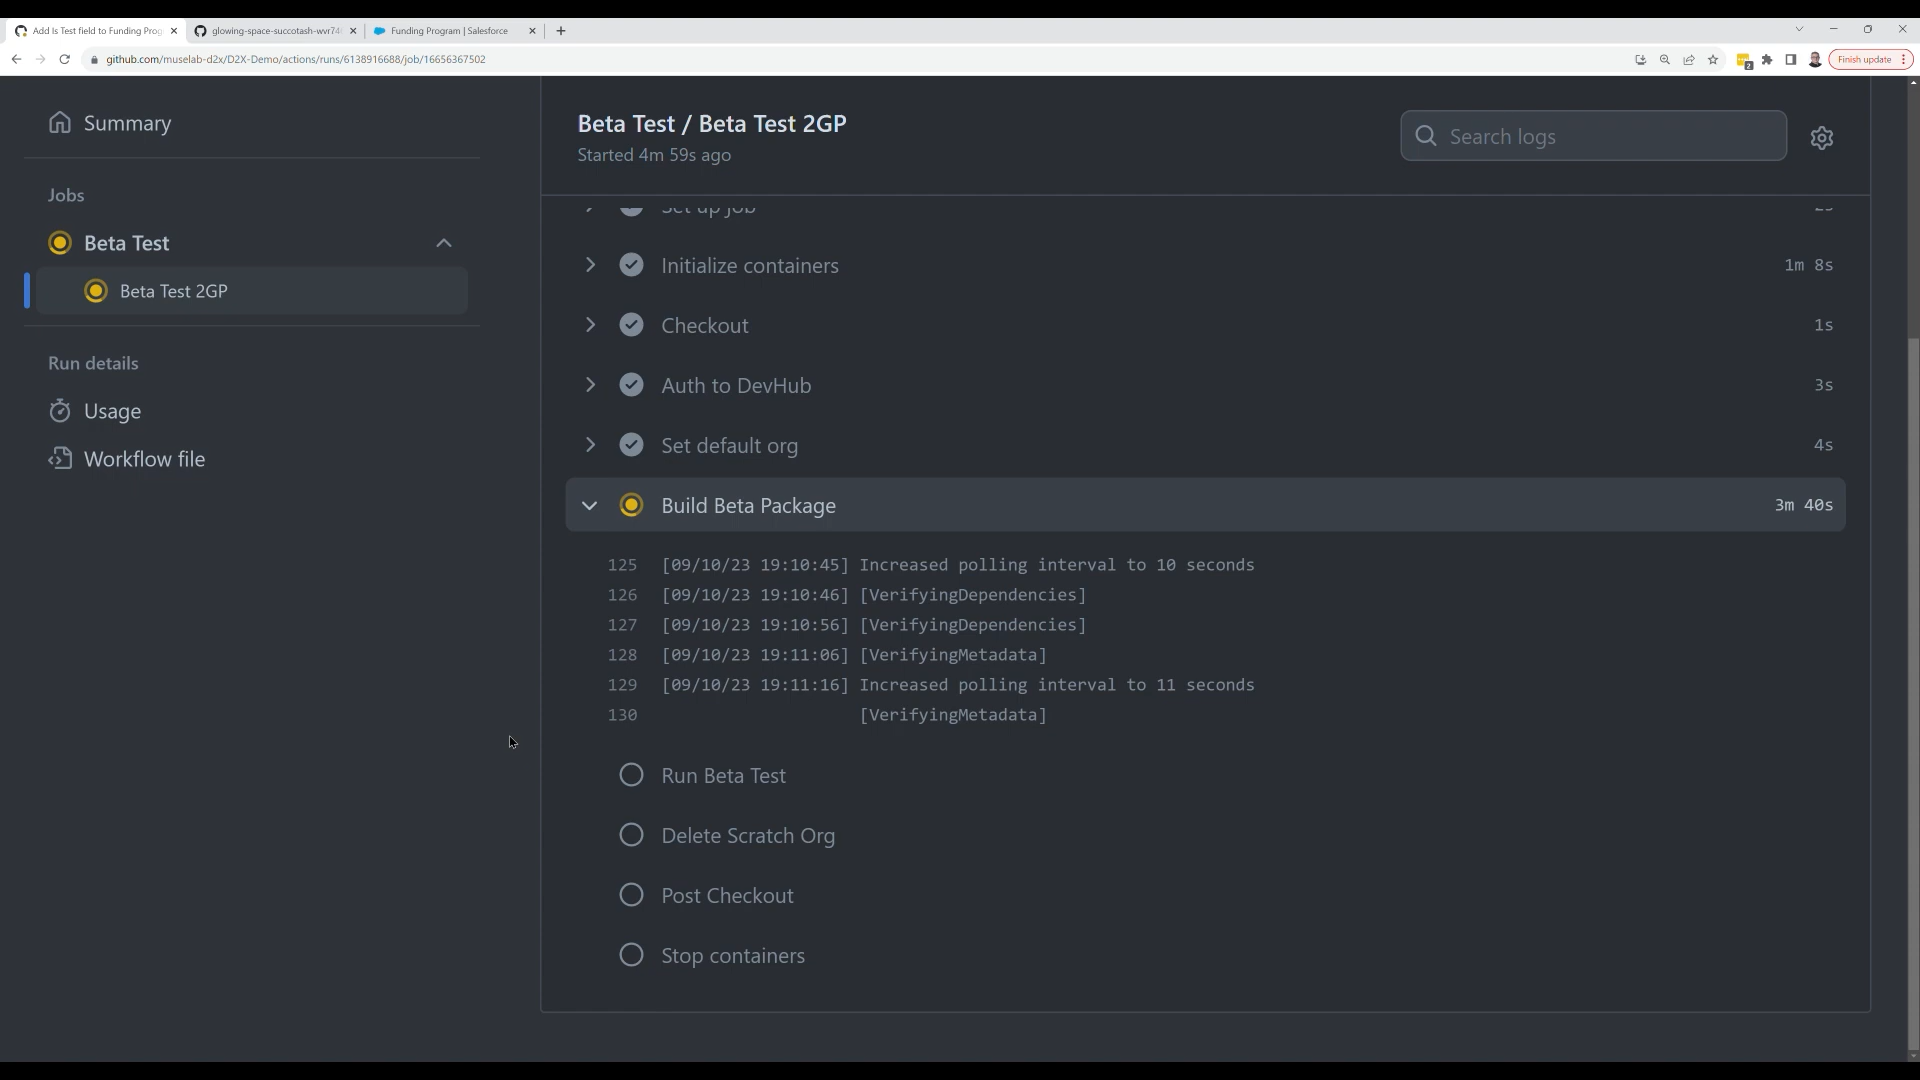 Add Is Test field to Funding Prog
glowing-space-succotash-wvr74
Funding Program | Salesforce
github.com/muselab-d2x/D2X-Demo/actions/runs/6138916688/job/16656367502
2
Finish update
Summary
Jobs
Beta Test
Beta Test 2GP
Run details
Usage
Workflow file
Beta Test / Beta Test 2GP
Started 4m 59s ago
Search logs
Set up job 2s
Initialize containers 1m 8s
Checkout 1s
Auth to DevHub 3s
Set default org 4s
Build Beta Package 3m 40s
125 [09/10/23 19:10:45] Increased polling interval to 10 seconds
126 [09/10/23 19:10:46] [VerifyingDependencies]
127 [09/10/23 19:10:56] [VerifyingDependencies]
128 [09/10/23 19:11:06] [VerifyingMetadata]
129 [09/10/23 19:11:16] Increased polling interval to 11 seconds
130 [VerifyingMetadata]
Run Beta Test
Delete Scratch Org
Post Checkout
Stop containers